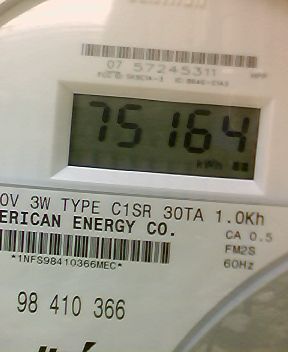 07 57245311
75164
kWh
0V 3W TYPE C1SR 30TA 1.0Kh
ERICAN ENERGY CO.
CA 0.5
FM2S
60Hz
*1NFS98410366MEC*
98 410 366